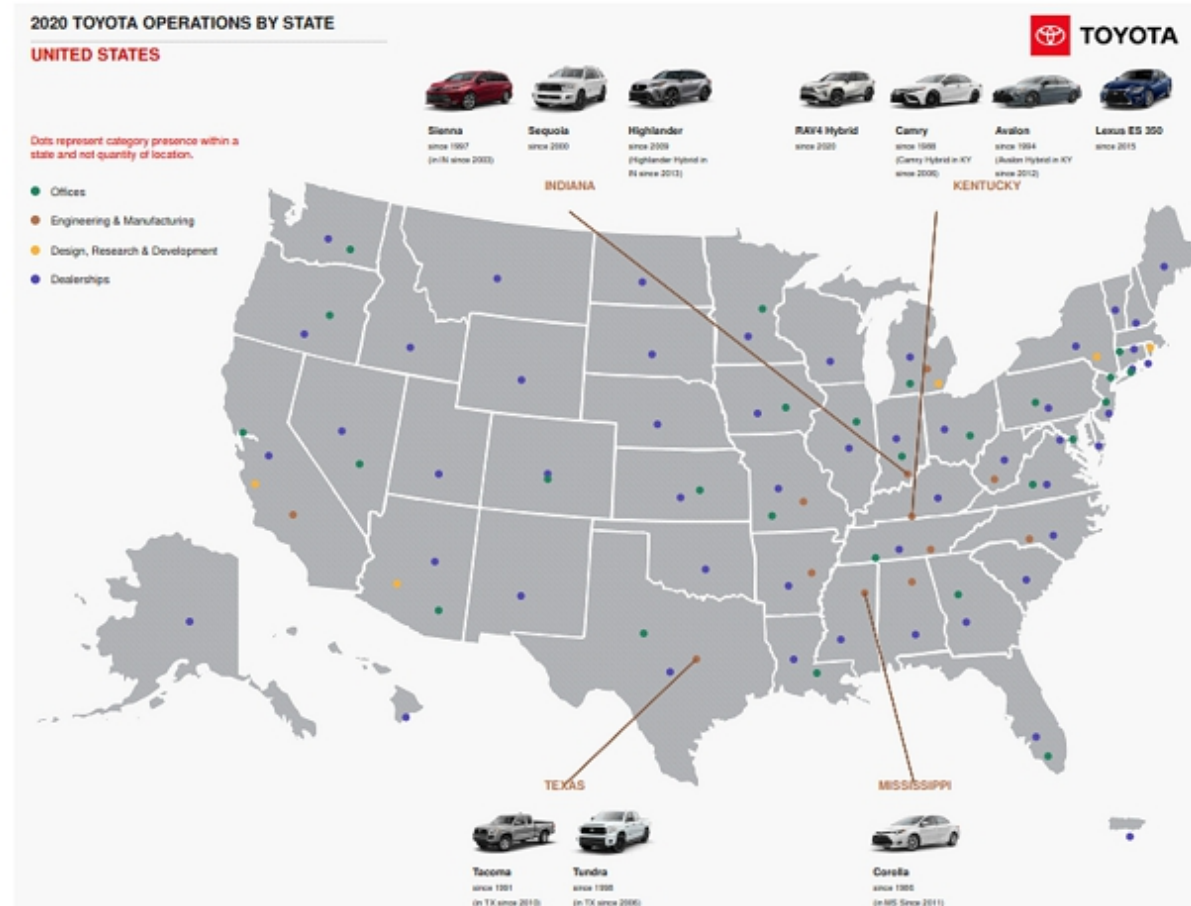 2020 TOYOTA OPERATIONS BY STATE
TOYOTA
UNITED STATES
Dots represent category presence within a
state and not quantity of location.
Offices
Engineering & Manufacturing
Design, Research & Development
Dealerships
Sienna
since 1997
(in IN since 2003)
Sequoia
since 2000
Highlander
since 2009
(Highlander Hybrid in
IN since 2013)
INDIANA
RAV4 Hybrid
since 2020
Camry
since 1988
(Camry Hybrid in KY
since 2006)
Avalon
since 1994
(Avalon Hybrid in KY
since 2012)
Lexus ES 350
since 2015
KENTUCKY
TEXAS
Tacoma
since 1991
(in TX since 2010)
Tundra
since 1998
(in TX since 2006)
MISSISSIPPI
Corolla
since 1986
(in MS Since 2011)